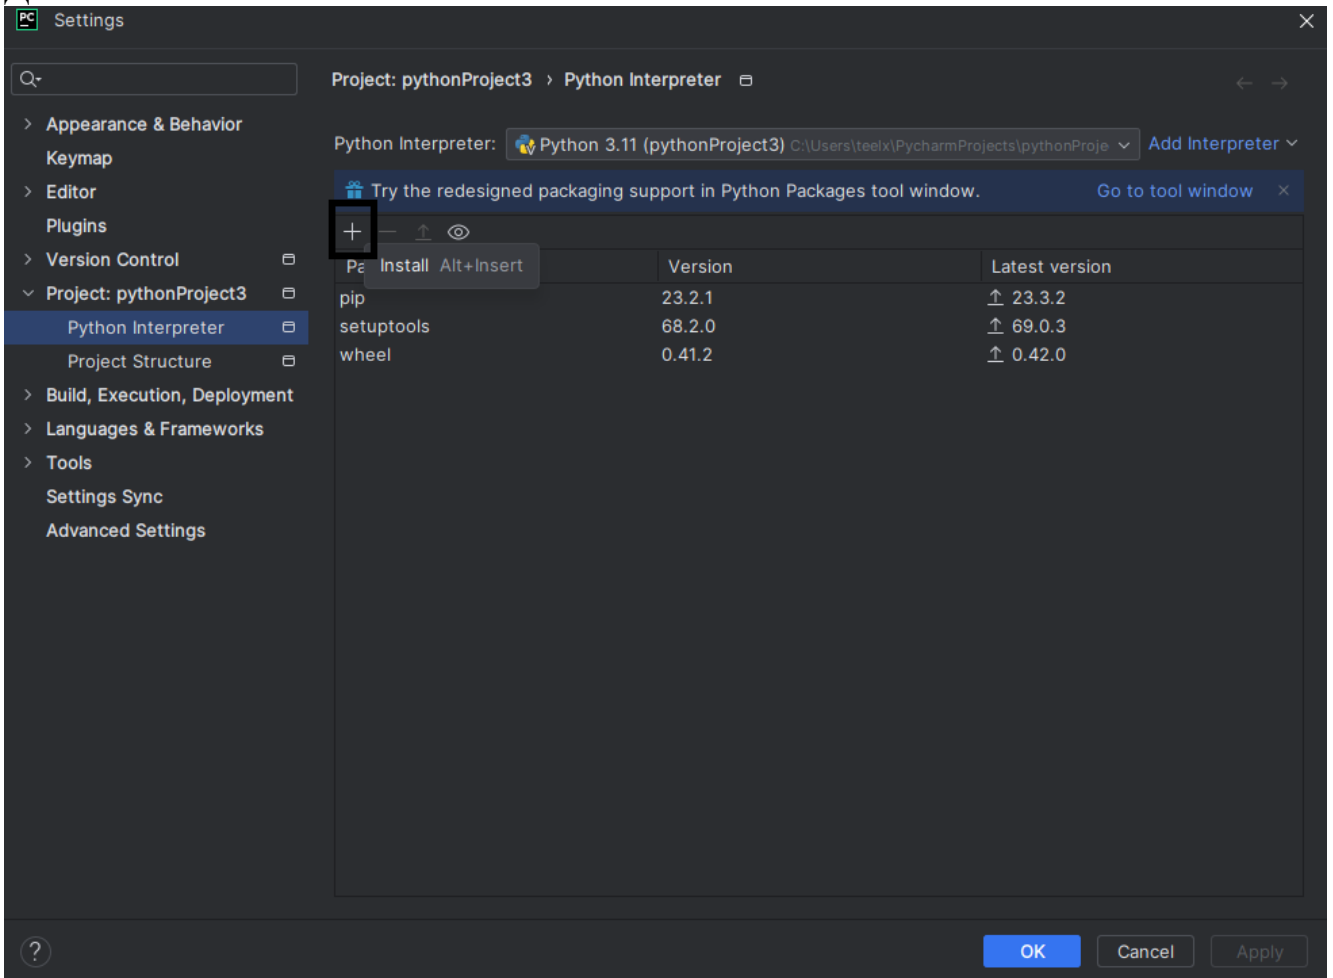 PC Settings
Project: pythonProject3 › Python Interpreter
Appearance & Behavior
Keymap
Editor
Plugins
Version Control
Project: pythonProject3
Python Interpreter
Project Structure
Build, Execution, Deployment
Languages & Frameworks
Tools
Settings Sync
Advanced Settings
Python Interpreter: Python 3.11 (pythonProject3) C:\Users\teelx\PycharmProjects\pythonProje Add Interpreter
Try the redesigned packaging support in Python Packages tool window. Go to tool window
Install Alt+Insert
Pa Version Latest version
pip 23.2.1 23.3.2
setuptools 68.2.0 69.0.3
wheel 0.41.2 0.42.0
? OK Cancel Apply